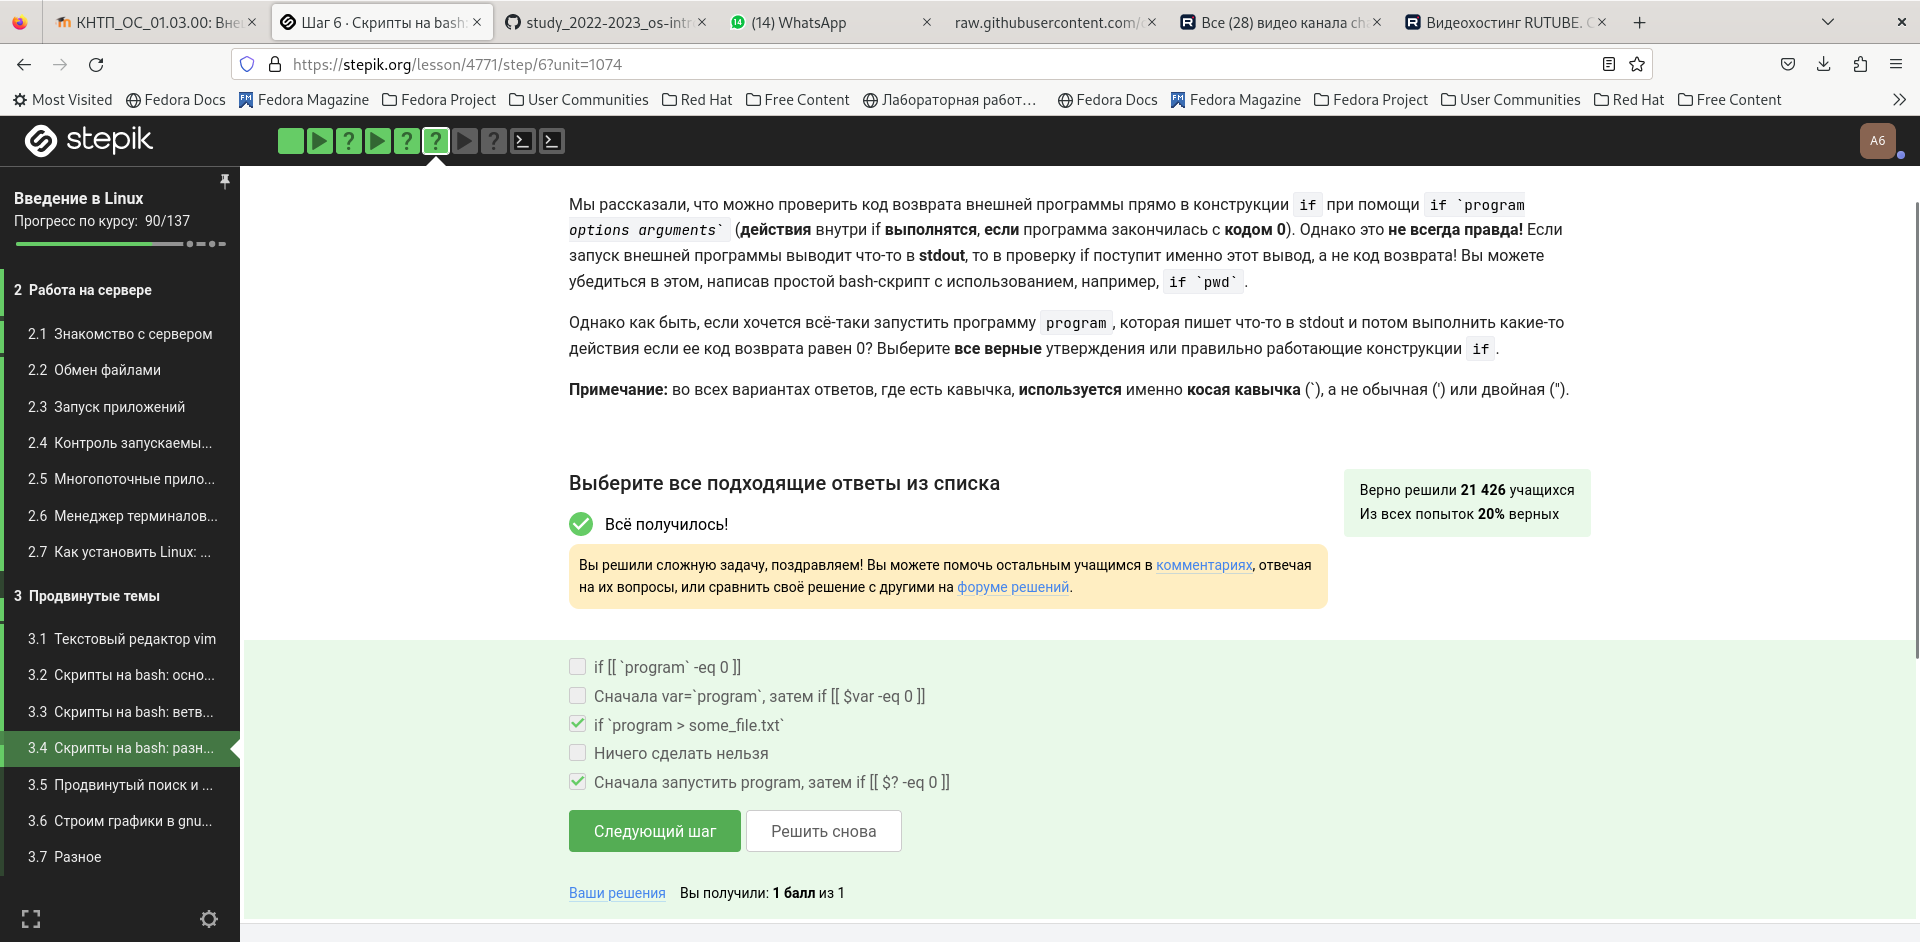 КНТП_ОС_01.03.00: Вне
Шаг 6 · Скрипты на bash:
study_2022-2023_os-intr
14
(14) WhatsApp
raw.githubusercontent.com/
Все (28) видео канала
Видеохостинг RUTUBE.
https://stepik.org/lesson/4771/step/6?unit=1074
Most Visited
Fedora Docs
Fedora Magazine
Fedora Project
User Communities
Red Hat
Free Content
Лабораторная работ…
Fedora Docs
Fedora Magazine
Fedora Project
User Communities
Red Hat
Free Content
stepik
A6
Введение в Linux
Прогресс по курсу: 90/137
2 Работа на сервере
2.1 Знакомство с сервером
2.2 Обмен файлами
2.3 Запуск приложений
2.4 Контроль запускаемы...
2.5 Многопоточные прило...
2.6 Менеджер терминалов...
2.7 Как установить Linux: ...
3 Продвинутые темы
3.1 Текстовый редактор vim
3.2 Скрипты на bash: осно...
3.3 Скрипты на bash: ветв...
3.4 Скрипты на bash: разн...
3.5 Продвинутый поиск и ...
3.6 Строим графики в gnu...
3.7 Разное
Мы рассказали, что можно проверить код возврата внешней программы прямо в конструкции if при помощи if `program
options arguments` (действия внутри if выполнятся, если программа закончилась с кодом 0). Однако это не всегда правда! Если
запуск внешней программы выводит что-то в stdout, то в проверку if поступит именно этот вывод, а не код возврата! Вы можете
убедиться в этом, написав простой bash-скрипт с использованием, например, if `pwd`.
Однако как быть, если хочется всё-таки запустить программу program, которая пишет что-то в stdout и потом выполнить какие-то
действия если ее код возврата равен 0? Выберите все верные утверждения или правильно работающие конструкции if.
Примечание: во всех вариантах ответов, где есть кавычка, используется именно косая кавычка (`), а не обычная (') или двойная (").
Выберите все подходящие ответы из списка
Верно решили 21 426 учащихся
Из всех попыток 20% верных
Всё получилось!
Вы решили сложную задачу, поздравляем! Вы можете помочь остальным учащимся в комментариях, отвечая
на их вопросы, или сравнить своё решение с другими на форуме решений.
if [[ `program` -eq 0 ]]
Сначала var=`program`, затем if [[ $var -eq 0 ]]
if `program > some_file.txt`
Ничего сделать нельзя
Сначала запустить program, затем if [[ $? -eq 0 ]]
Следующий шаг
Решить снова
Ваши решения
Вы получили: 1 балл из 1